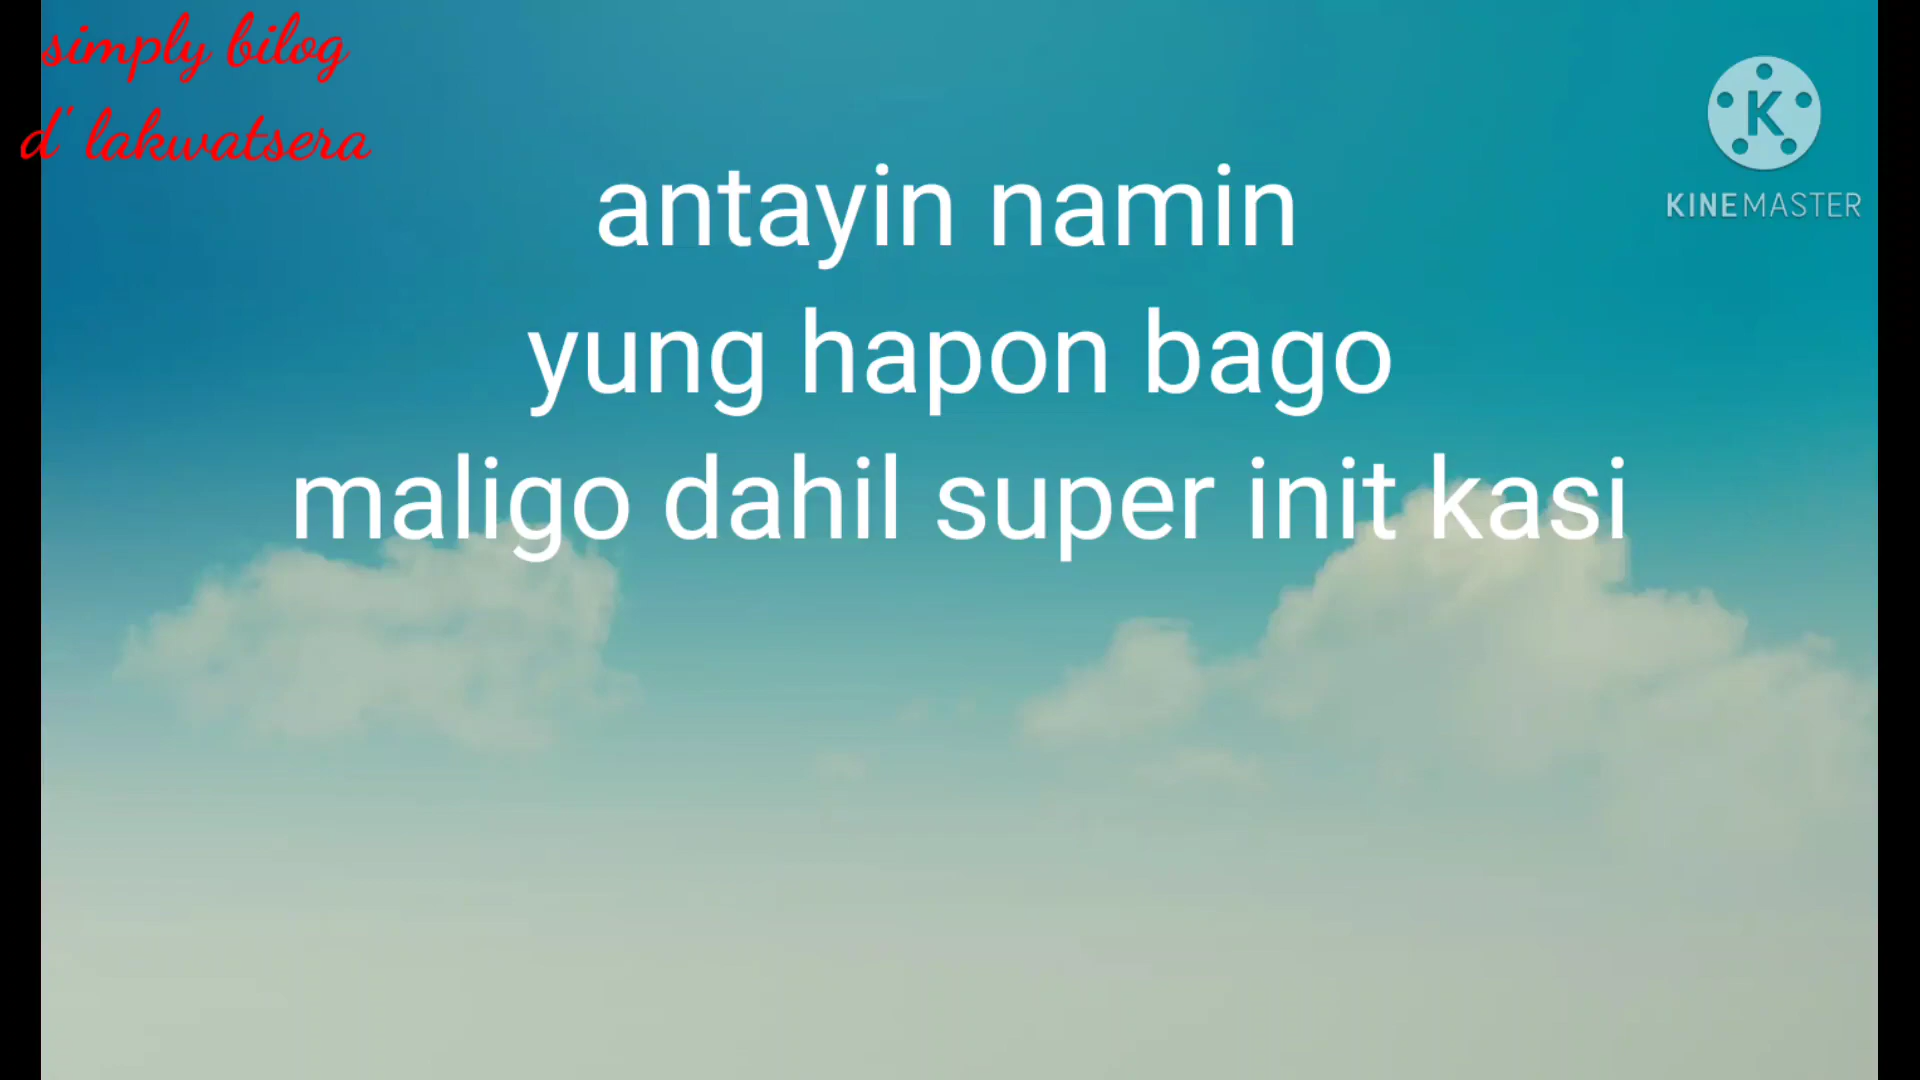 simply bilog
d' lakwatsera
K
KINEMASTER
antayin namin
yung hapon bago
maligo dahil super init kasi